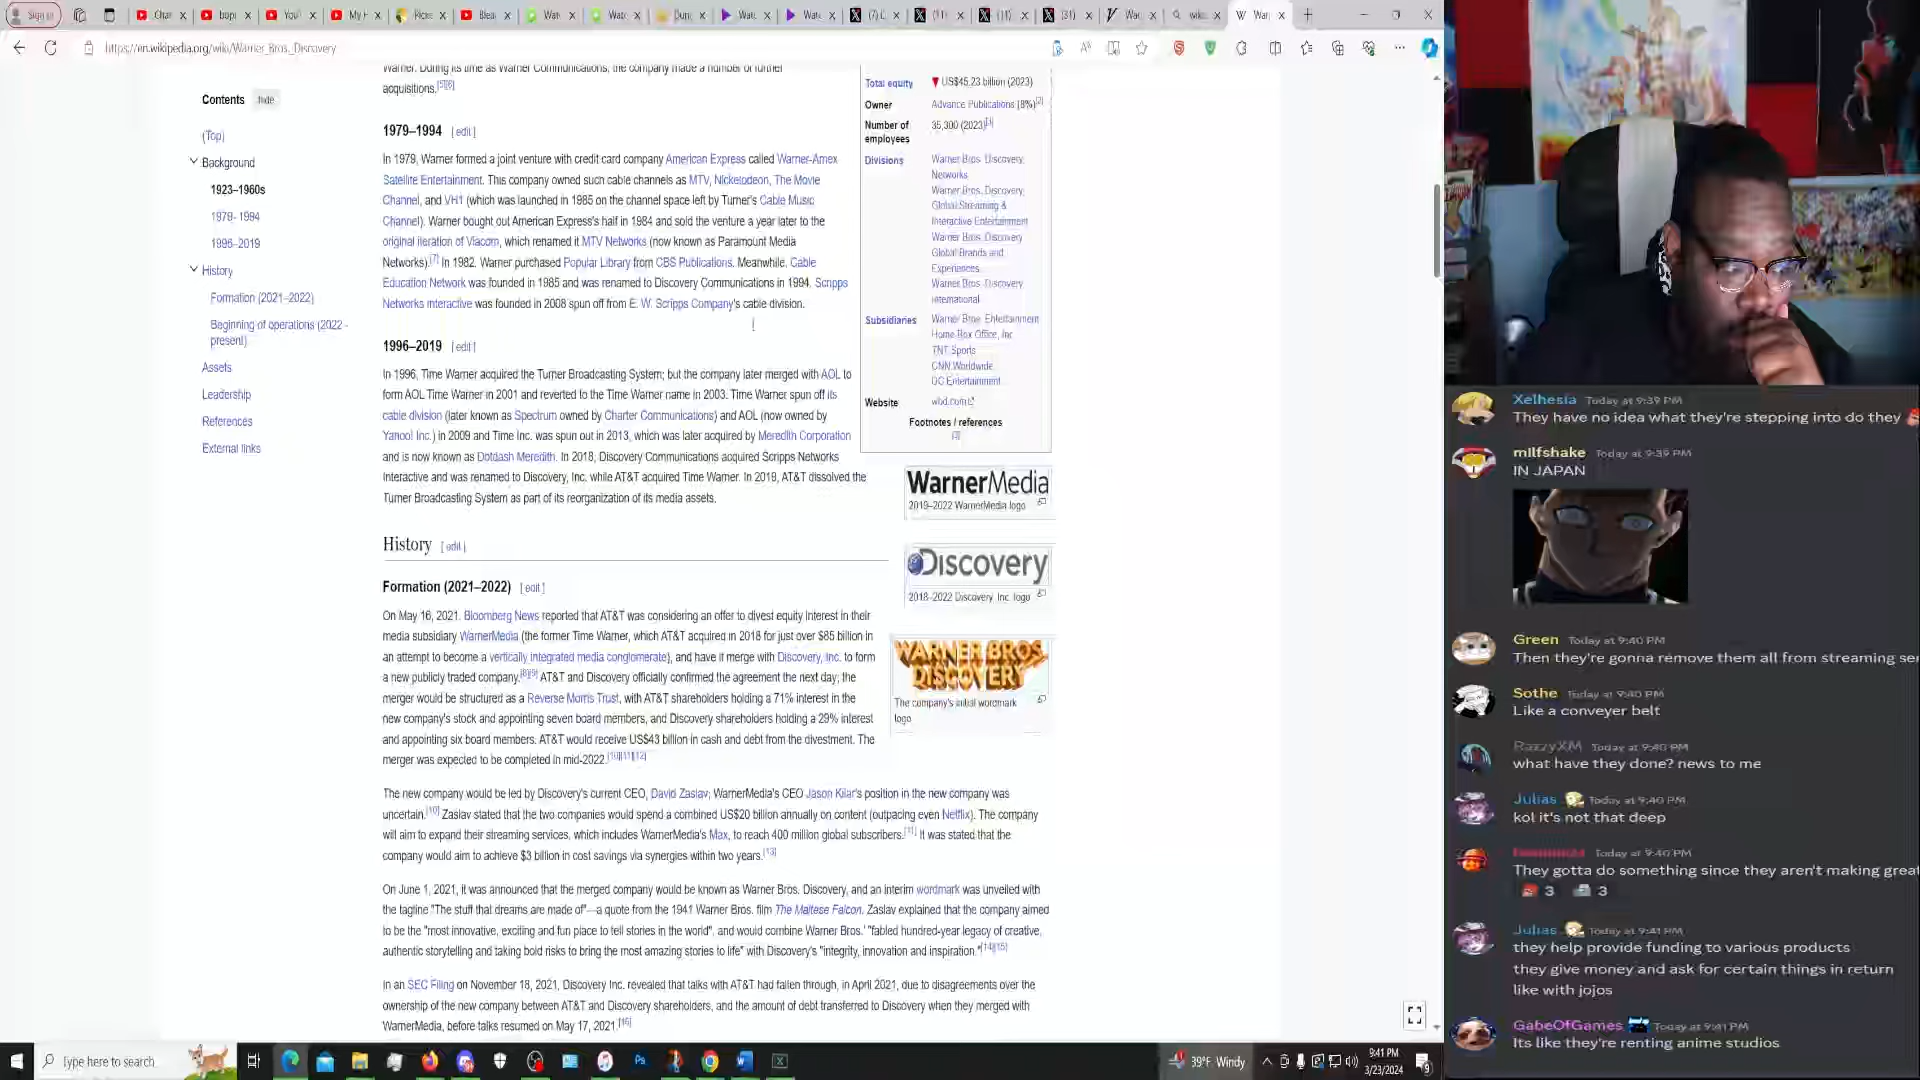 Sign in
https://en.wikipedia.org/wiki/Warner_Bros._Discovery
Warner. During its time as Warner Communications, the company made a number of further
acquisitions.[5][6]
Contents hide
(Top)
Background
1923–1960s
1979–1994
1996–2019
History
Formation (2021–2022)
Beginning of operations (2022–
present)
Assets
Leadership
References
External links
1979–1994 [edit]
In 1979, Warner formed a joint venture with credit card company American Express called Warner-Amex
Satellite Entertainment. This company owned such cable channels as MTV, Nickelodeon, The Movie
Channel, and VH1 (which was launched in 1985 on the channel space left by Turner's Cable Music
Channel). Warner bought out American Express's half in 1984 and sold the venture a year later to the
original iteration of Viacom, which renamed it MTV Networks (now known as Paramount Media
Networks).[7] In 1982, Warner purchased Popular Library from CBS Publications. Meanwhile, Cable
Education Network was founded in 1985 and was renamed to Discovery Communications in 1994. Scripps
Networks Interactive was founded in 2008 spun off from E. W. Scripps Company's cable division.
1996–2019 [edit]
In 1996, Time Warner acquired the Turner Broadcasting System; but the company later merged with AOL to
form AOL Time Warner in 2001 and reverted to the Time Warner name in 2003. Time Warner spun off its
cable division (later known as Spectrum owned by Charter Communications) and AOL (now owned by
Yahoo! Inc.) in 2009 and Time Inc. was spun out in 2013, which was later acquired by Meredith Corporation
and is now known as Dotdash Meredith. In 2018; Discovery Communications acquired Scripps Networks
Interactive and was renamed to Discovery, Inc. while AT&T acquired Time Warner. In 2019, AT&T dissolved the
Turner Broadcasting System as part of its reorganization of its media assets.
History [edit]
Formation (2021–2022) [edit]
On May 16, 2021, Bloomberg News reported that AT&T was considering an offer to divest equity interest in their
media subsidiary WarnerMedia (the former Time Warner, which AT&T acquired in 2018 for just over $85 billion in
an attempt to become a vertically integrated media conglomerate), and have it merge with Discovery, Inc. to form
a new publicly traded company.[8][9] AT&T and Discovery officially confirmed the agreement the next day; the
merger would be structured as a Reverse Morris Trust, with AT&T shareholders holding a 71% interest in the
new company's stock and appointing seven board members, and Discovery shareholders holding a 29% interest
and appointing six board members. AT&T would receive US$43 billion in cash and debt from the divestment. The
merger was expected to be completed in mid-2022.[10][11][12]
The new company would be led by Discovery's current CEO, David Zaslav; WarnerMedia's CEO Jason Kilar's position in the new company was
uncertain.[10] Zaslav stated that the two companies would spend a combined US$20 billion annually on content (outpacing even Netflix). The company
will aim to expand their streaming services, which includes WarnerMedia's Max, to reach 400 million global subscribers.[11] It was stated that the
company would aim to achieve $3 billion in cost savings via synergies within two years.[13]
On June 1, 2021, it was announced that the merged company would be known as Warner Bros. Discovery, and an interim wordmark was unveiled with
the tagline "The stuff that dreams are made of"—a quote from the 1941 Warner Bros. film The Maltese Falcon. Zaslav explained that the company aimed
to be the "most innovative, exciting and fun place to tell stories in the world", and would combine Warner Bros.' "fabled hundred-year legacy of creative,
authentic storytelling and taking bold risks to bring the most amazing stories to life" with Discovery's "integrity, innovation and inspiration."[14][15]
In an SEC Filing on November 18, 2021, Discovery Inc. revealed that talks with AT&T had fallen through, in April 2021, due to disagreements over the
ownership of the new company between AT&T and Discovery shareholders, and the amount of debt transferred to Discovery when they merged with
WarnerMedia, before talks resumed on May 17, 2021.[16]
Total equity US$45.23 billion (2023)
Owner Advance Publications (8%)[2]
Number of 35,300 (2023)[3]
employees
Divisions Warner Bros. Discovery
Networks
Warner Bros. Discovery
Global Streaming &
Interactive Entertainment
Warner Bros. Discovery
Global Brands and
Experiences
Warner Bros. Discovery
International
Subsidiaries Warner Bros. Entertainment
Home Box Office, Inc.
TNT Sports
CNN Worldwide
DC Entertainment
Website wbd.com
Footnotes / references
WarnerMedia
2019–2022 WarnerMedia logo
Discovery
2018–2022 Discovery, Inc. logo
WARNER BROS.
DISCOVERY
The company's initial wordmark
logo
Xelhesia Today at 9:39 PM
They have no idea what they're stepping into do they
milfshake Today at 9:39 PM
IN JAPAN
Green Today at 9:40 PM
Then they're gonna remove them all from streaming se
Sothe Today at 9:40 PM
Like a conveyer belt
RazzyXM Today at 9:40 PM
what have they done? news to me
Julias Today at 9:40 PM
kol it's not that deep
Today at 9:40 PM
They gotta do something since they aren't making great
3 3
Julias Today at 9:41 PM
they help provide funding to various products
they give money and ask for certain things in return
like with jojos
GabeOfGames Today at 9:41 PM
Its like they're renting anime studios
Type here to search
39°F Windy
9:41 PM
3/23/2024